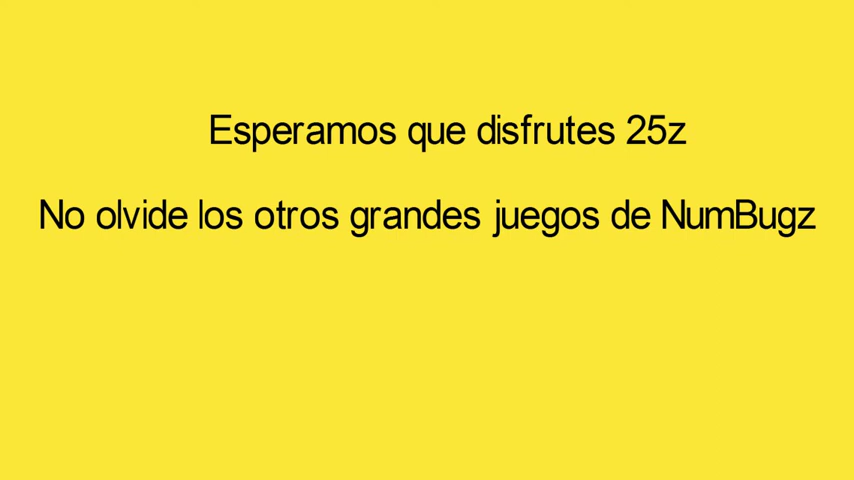 Esperamos que disfrutes 25z
No olvide los otros grandes juegos de NumBugz